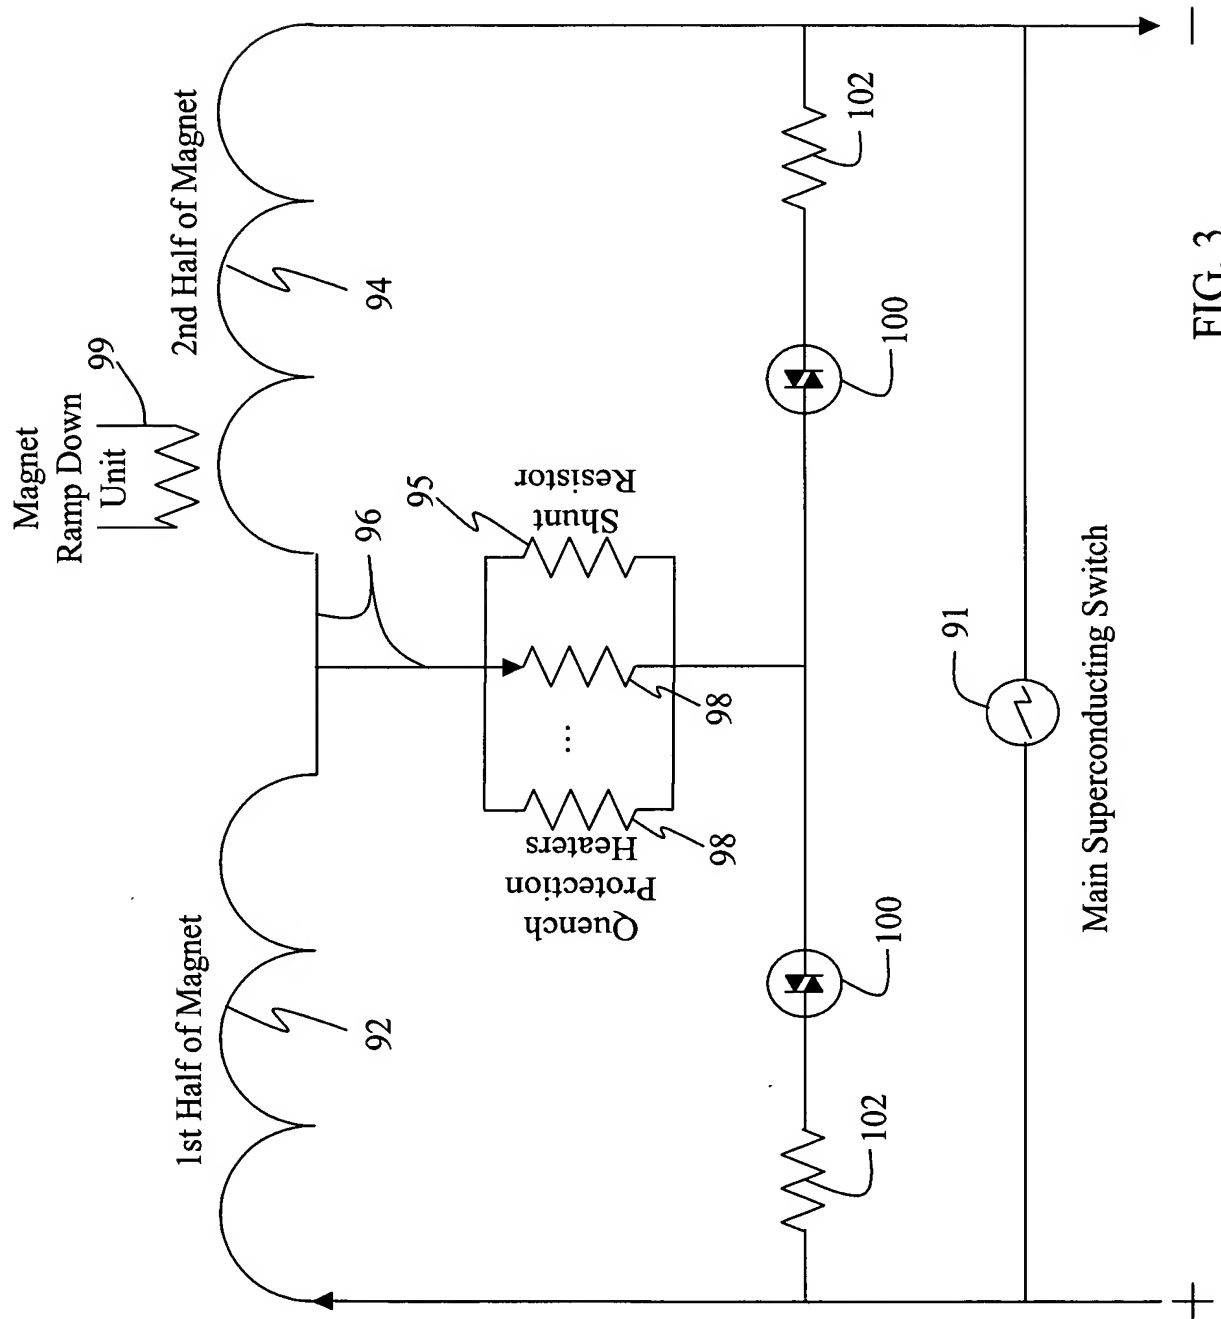 Magnet
Ramp Down
Unit
99
1st Half of Magnet
92
2nd Half of Magnet
94
96
95
Shunt
Resistor
Quench
Protection
Heaters
98
...
98
102
100
100
102
91
Main Superconducting Switch
+
–
FIG. 3